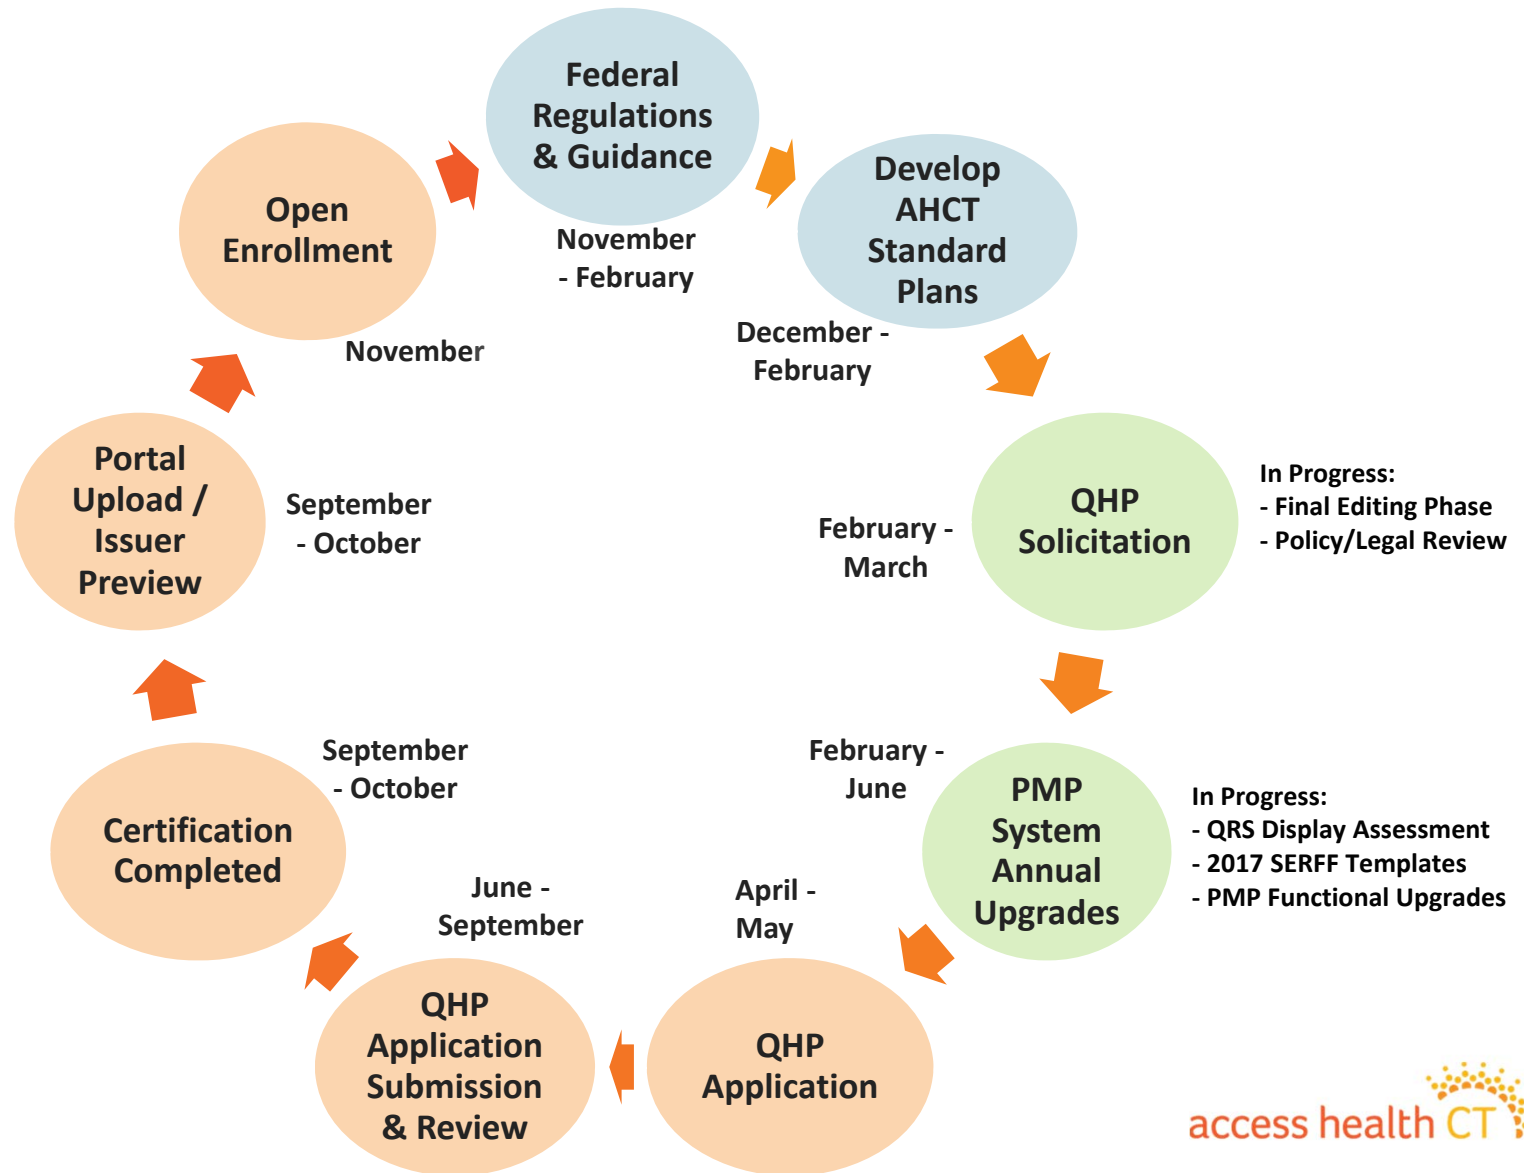 Federal
Regulations
& Guidance
November
- February
Develop
AHCT
Standard
Plans
December -
February
QHP
Solicitation
February -
March
In Progress:
- Final Editing Phase
- Policy/Legal Review
PMP
System
Annual
Upgrades
February -
June
In Progress:
- QRS Display Assessment
- 2017 SERFF Templates
- PMP Functional Upgrades
QHP
Application
April -
May
QHP
Application
Submission
& Review
June -
September
Certification
Completed
September
- October
Portal
Upload /
Issuer
Preview
September
- October
Open
Enrollment
November
access health CT